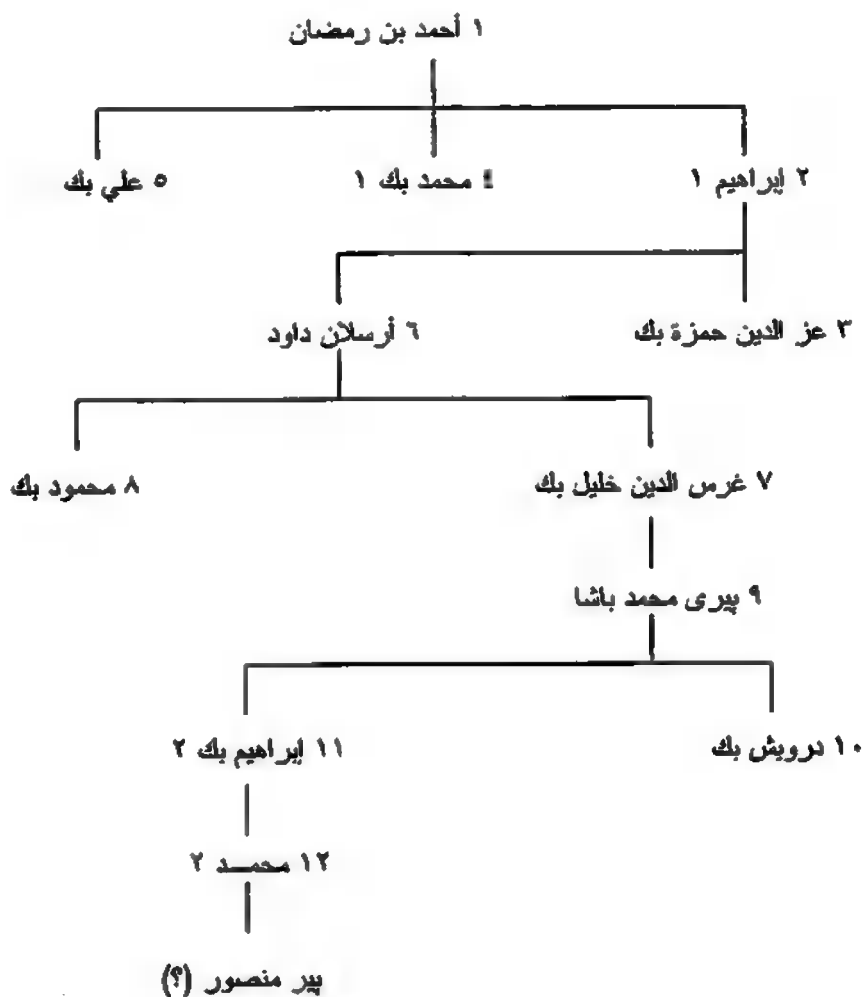 ١ أحمد بن رمضان
٢ إبراهيم ١
٤ محمد بك ١
٥ علي بك
٣ عز الدين حمزة بك
٦ أرسلان داود
٧ غرس الدين خليل بك
٨ محمود بك
٩ بيرى محمد باشا
١٠ درويش بك
١١ إبراهيم بك ٢
١٢ محمــد ٢
بير منصور (؟)